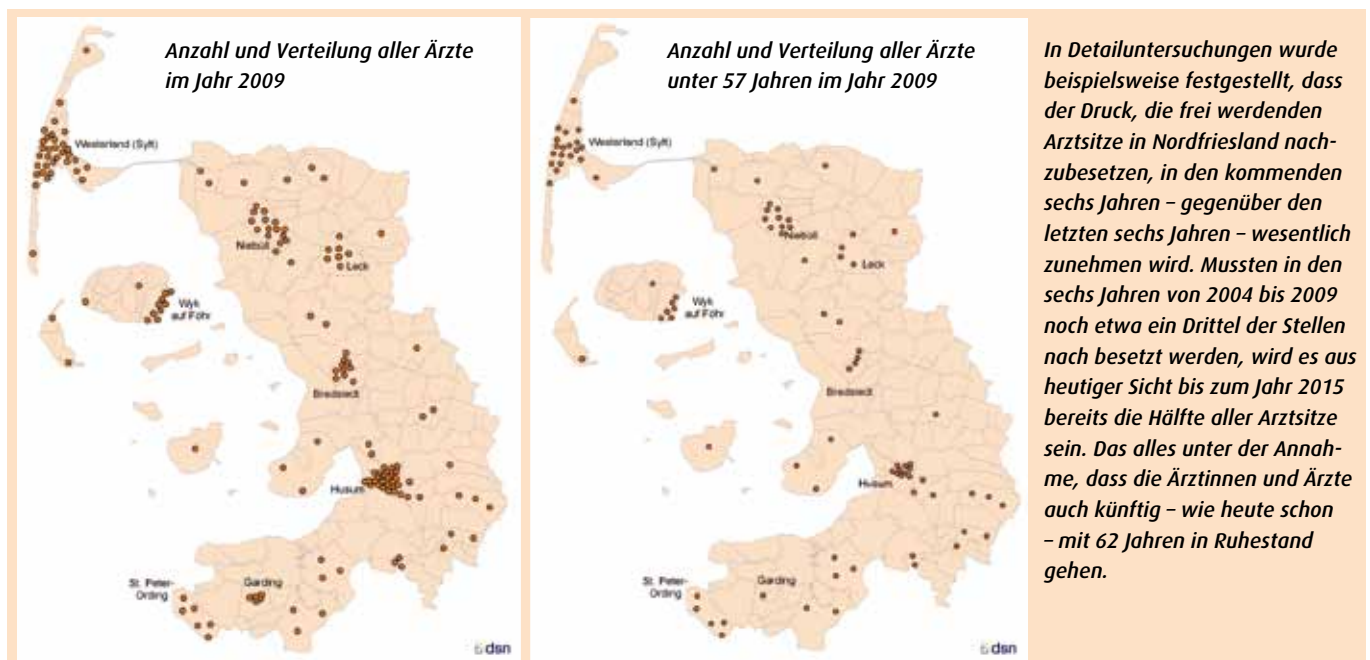 Anzahl und Verteilung aller Ärzte
im Jahr 2009
Westerland (Sylt)
Niebüll
Leck
Wyk
auf Föhr
Bredstedt
Husum
St. Peter-
Ording
Garding
dsn
Anzahl und Verteilung aller Ärzte
unter 57 Jahren im Jahr 2009
Westerland (Sylt)
Niebüll
Leck
Wyk
auf Föhr
Bredstedt
Husum
St. Peter-
Ording
Garding
dsn
In Detailuntersuchungen wurde
beispielsweise festgestellt, dass
der Druck, die frei werdenden
Arztsitze in Nordfriesland nach-
zubesetzen, in den kommenden
sechs Jahren – gegenüber den
letzten sechs Jahren – wesentlich
zunehmen wird. Mussten in den
sechs Jahren von 2004 bis 2009
noch etwa ein Drittel der Stellen
nach besetzt werden, wird es aus
heutiger Sicht bis zum Jahr 2015
bereits die Hälfte aller Arztsitze
sein. Das alles unter der Annah-
me, dass die Ärztinnen und Ärzte
auch künftig – wie heute schon
– mit 62 Jahren in Ruhestand
gehen.